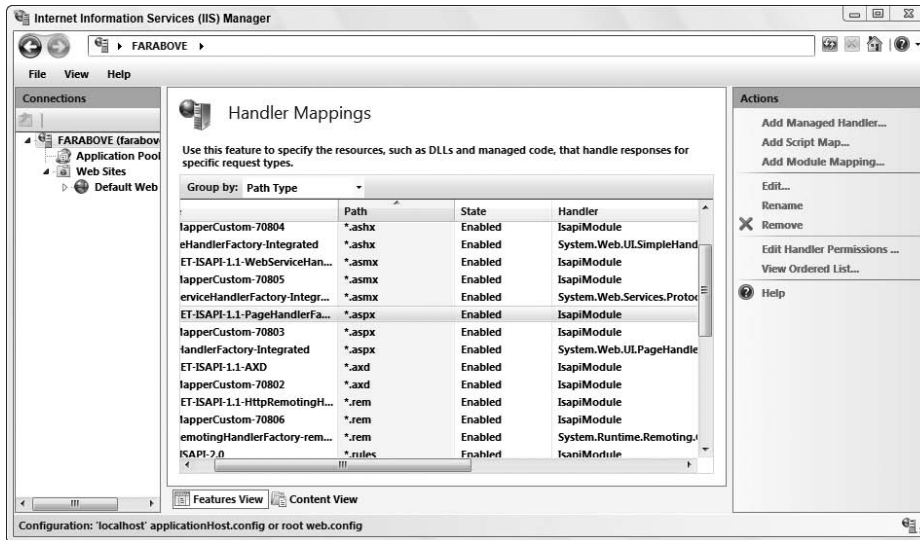 Internet Information Services (IIS) Manager
FARABOVE
File View Help
Connections
FARABOVE (farabov
Application Pool
Web Sites
Default Web
Handler Mappings
Use this feature to specify the resources, such as DLLs and managed code, that handle responses for
specific request types.
Group by: Path Type
Path State Handler
lapperCustom-70804 *.ashx Enabled IsapiModule
eHandlerFactory-Integrated *.ashx Enabled System.Web.UI.SimpleHand
ET-ISAPI-1.1-WebServiceHan... *.asmx Enabled IsapiModule
lapperCustom-70805 *.asmx Enabled IsapiModule
erviceHandlerFactory-Integr... *.asmx Enabled System.Web.Services.Protoc
ET-ISAPI-1.1-PageHandlerFa... *.aspx Enabled IsapiModule
lapperCustom-70803 *.aspx Enabled IsapiModule
HandlerFactory-Integrated *.aspx Enabled System.Web.UI.PageHandle
ET-ISAPI-1.1-AXD *.axd Enabled IsapiModule
lapperCustom-70802 *.axd Enabled IsapiModule
ET-ISAPI-1.1-HttpRemotingH... *.rem Enabled IsapiModule
lapperCustom-70806 *.rem Enabled IsapiModule
emotingHandlerFactory-rem... *.rem Enabled System.Runtime.Remoting.
ISAPI-2.0 *.rules Enabled IsapiModule
Features View Content View
Actions
Add Managed Handler...
Add Script Map...
Add Module Mapping...
Edit...
Rename
Remove
Edit Handler Permissions ...
View Ordered List...
Help
Configuration: 'localhost' applicationHost.config or root web.config